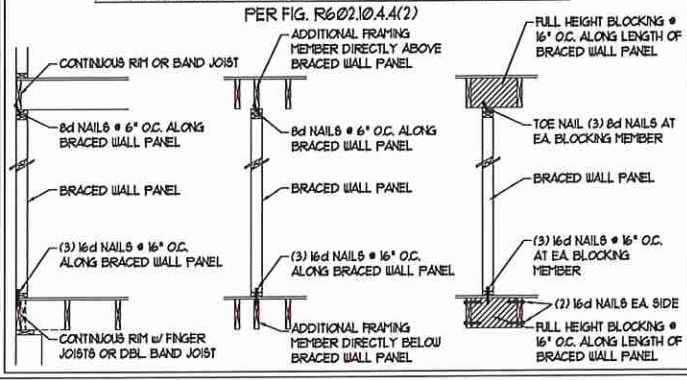 PER FIG. R602.10.4.4(2)
CONTINUOUS RIM OR BAND JOIST
8d NAILS @ 6" O.C. ALONG
BRACED WALL PANEL
BRACED WALL PANEL
(3) 16d NAILS @ 16" O.C.
ALONG BRACED WALL PANEL
CONTINUOUS RIM w/ FINGER
JOISTS OR DBL. BAND JOIST
ADDITIONAL FRAMING
MEMBER DIRECTLY ABOVE
BRACED WALL PANEL
8d NAILS @ 6" O.C. ALONG
BRACED WALL PANEL
BRACED WALL PANEL
(3) 16d NAILS @ 16" O.C.
ALONG BRACED WALL PANEL
ADDITIONAL FRAMING
MEMBER DIRECTLY BELOW
BRACED WALL PANEL
FULL HEIGHT BLOCKING @
16" O.C. ALONG LENGTH OF
BRACED WALL PANEL
TOE NAIL (3) 8d NAILS AT
EA. BLOCKING MEMBER
BRACED WALL PANEL
(3) 16d NAILS @ 16" O.C.
AT EA. BLOCKING
MEMBER
(2) 16d NAILS EA. SIDE
FULL HEIGHT BLOCKING @
16" O.C. ALONG LENGTH OF
BRACED WALL PANEL